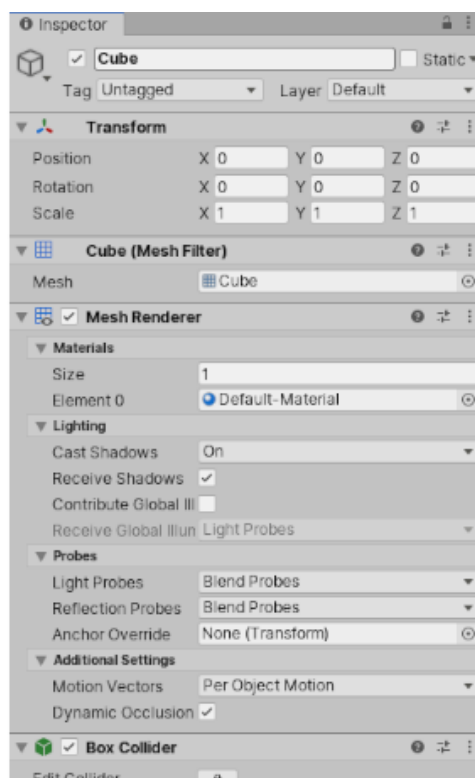 Inspector
Cube Static
Tag Untagged Layer Default
Transform
Position X 0 Y 0 Z 0
Rotation X 0 Y 0 Z 0
Scale X 1 Y 1 Z 1
Cube (Mesh Filter)
Mesh Cube
Mesh Renderer
Materials
Size 1
Element 0 Default-Material
Lighting
Cast Shadows On
Receive Shadows
Contribute Global Ill
Receive Global Illun Light Probes
Probes
Light Probes Blend Probes
Reflection Probes Blend Probes
Anchor Override None (Transform)
Additional Settings
Motion Vectors Per Object Motion
Dynamic Occlusion
Box Collider
Edit Collider